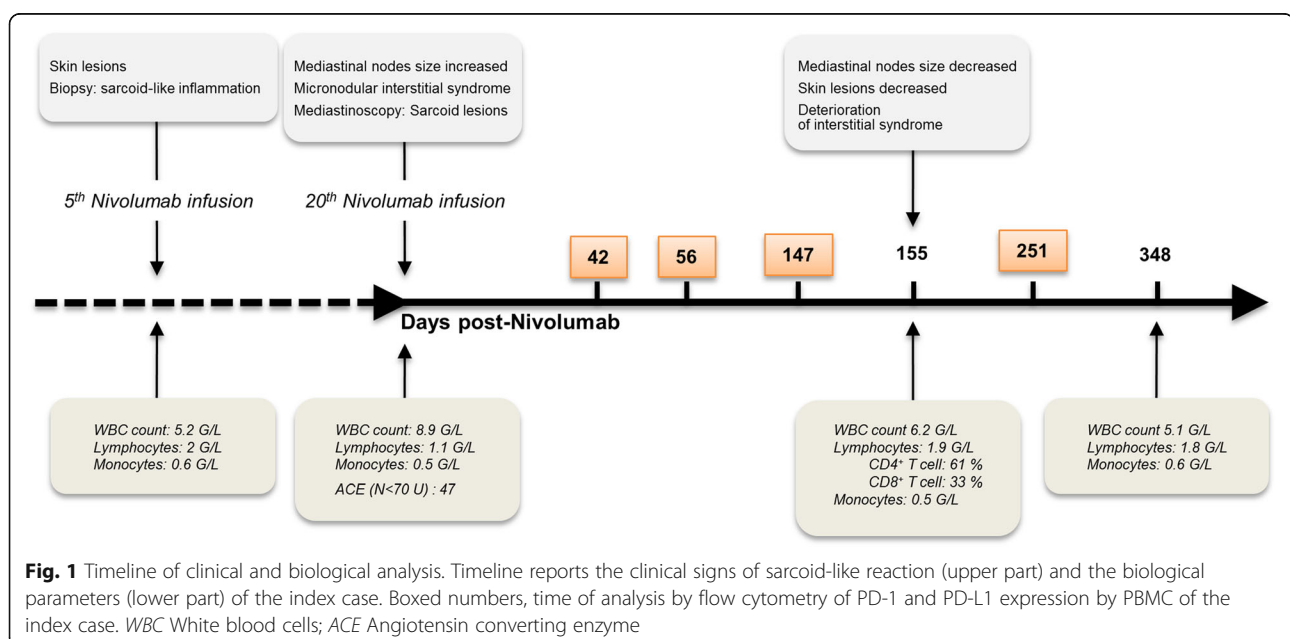 Skin lesions
Biopsy: sarcoid-like inflammation
Mediastinal nodes size increased
Micronodular interstitial syndrome
Mediastinoscopy: Sarcoid lesions
Mediastinal nodes size decreased
Skin lesions decreased
Deterioration
of interstitial syndrome
5th Nivolumab infusion
20th Nivolumab infusion
42
56
147
155
251
348
Days post-Nivolumab
WBC count: 5.2 G/L
Lymphocytes: 2 G/L
Monocytes: 0.6 G/L
WBC count: 8.9 G/L
Lymphocytes: 1.1 G/L
Monocytes: 0.5 G/L
ACE (N<70 U) : 47
WBC count 6.2 G/L
Lymphocytes: 1.9 G/L
CD4+ T cell: 61 %
CD8+ T cell: 33 %
Monocytes: 0.5 G/L
WBC count 5.1 G/L
Lymphocytes: 1.8 G/L
Monocytes: 0.6 G/L
Fig. 1 Timeline of clinical and biological analysis. Timeline reports the clinical signs of sarcoid-like reaction (upper part) and the biological
parameters (lower part) of the index case. Boxed numbers, time of analysis by flow cytometry of PD-1 and PD-L1 expression by PBMC of the
index case. WBC White blood cells; ACE Angiotensin converting enzyme